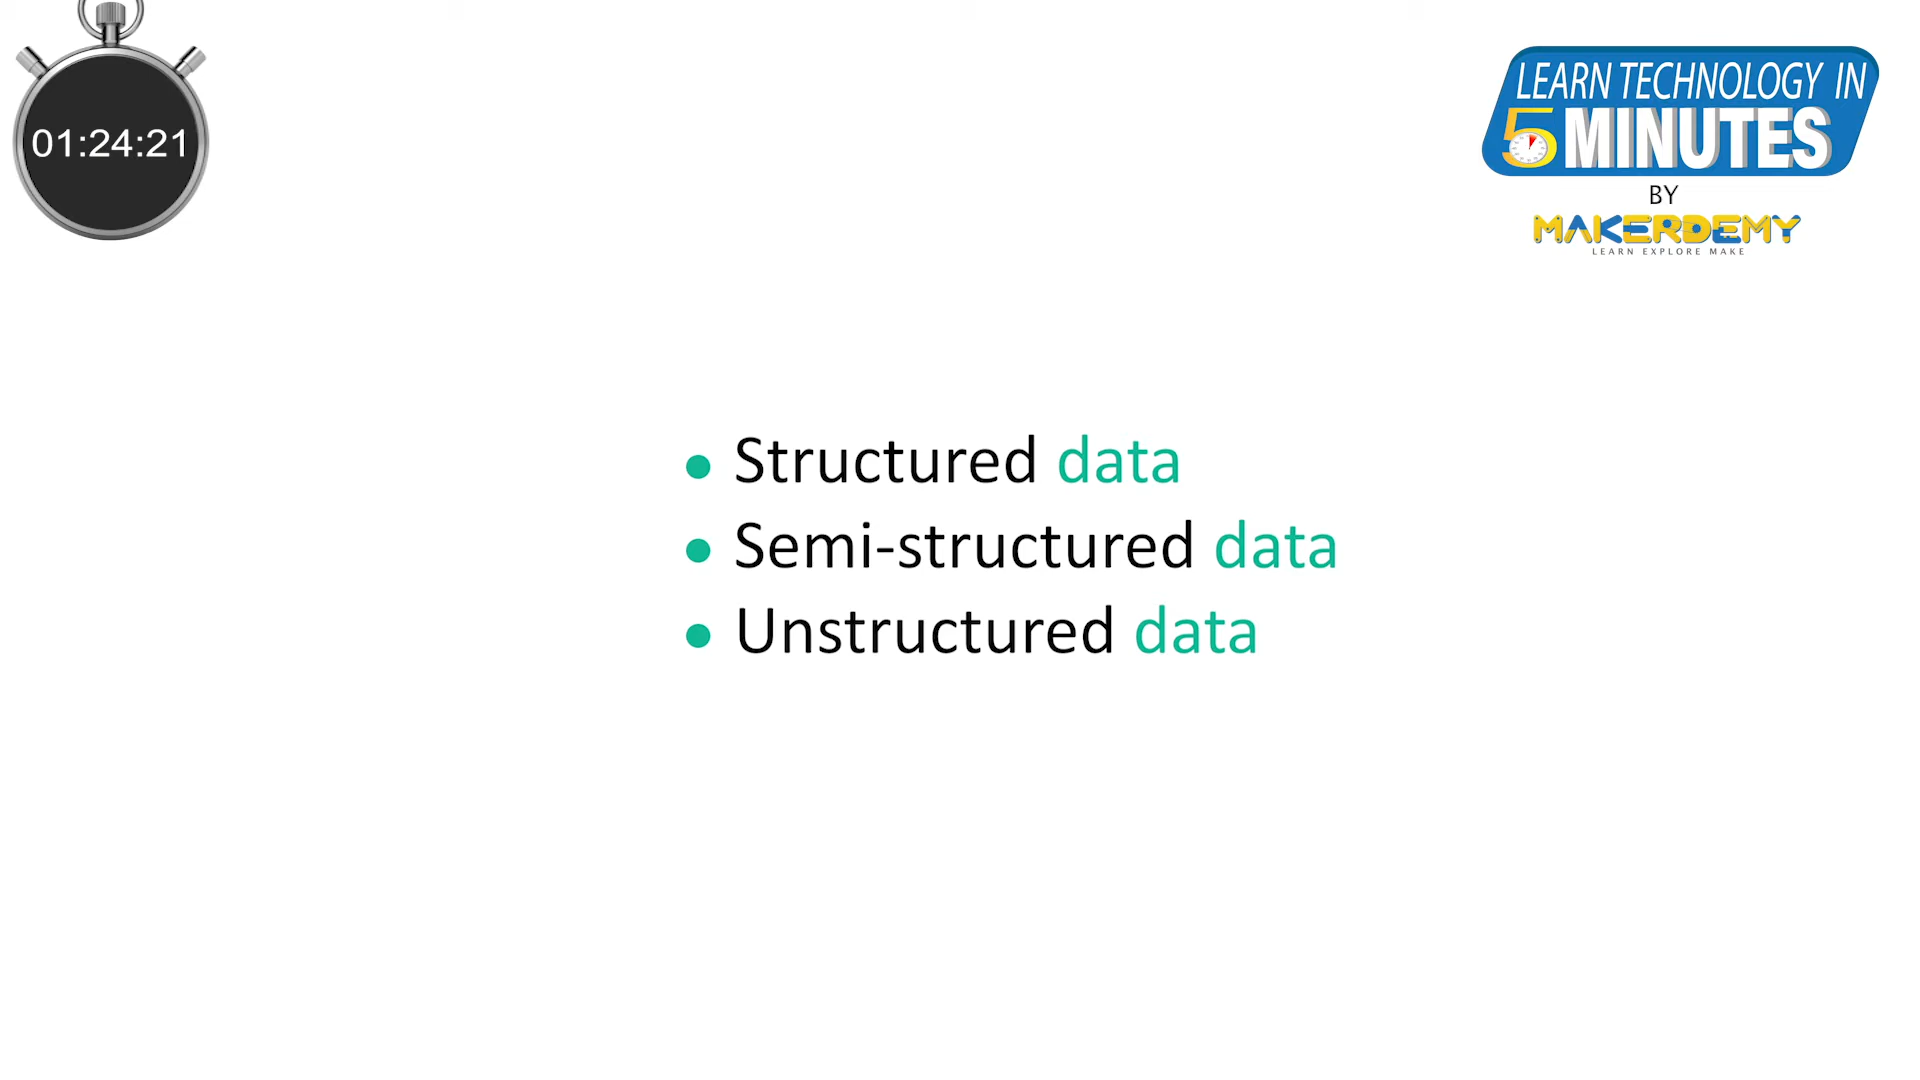 01:24:21
LEARN TECHNOLOGY IN
5 MINUTES
BY
MAKERDEMY
LEARN EXPLORE MAKE
• Structured data
• Semi-structured data
• Unstructured data